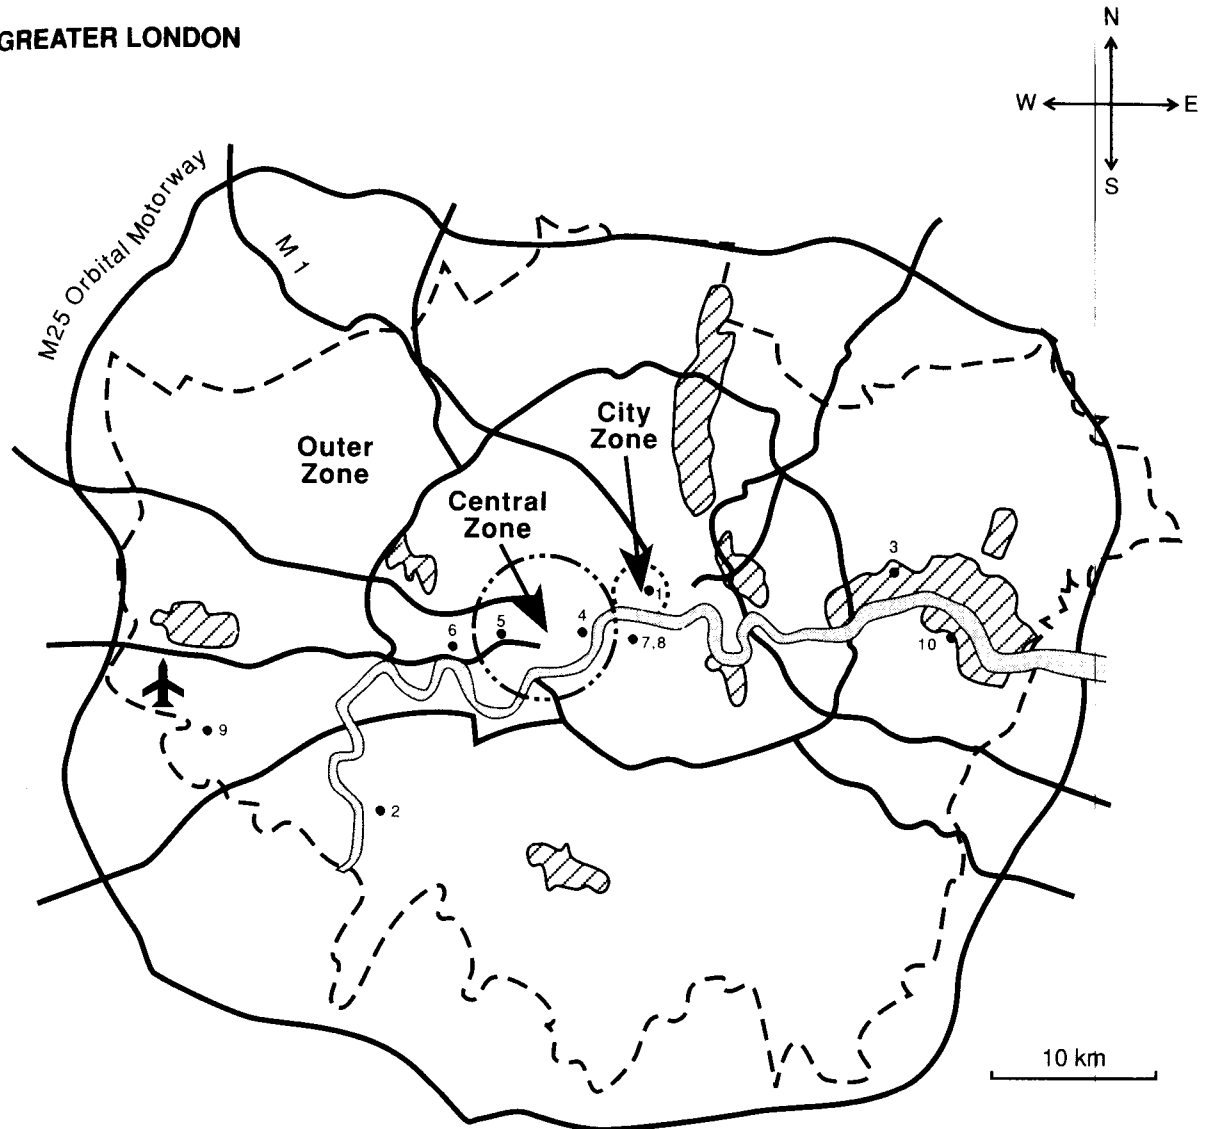 GREATER LONDON
N
W
E
S
M25 Orbital Motorway
M 1
City
Zone
Outer
Zone
Central
Zone
3
1
4
5
6
7,8
10
9
2
10 km